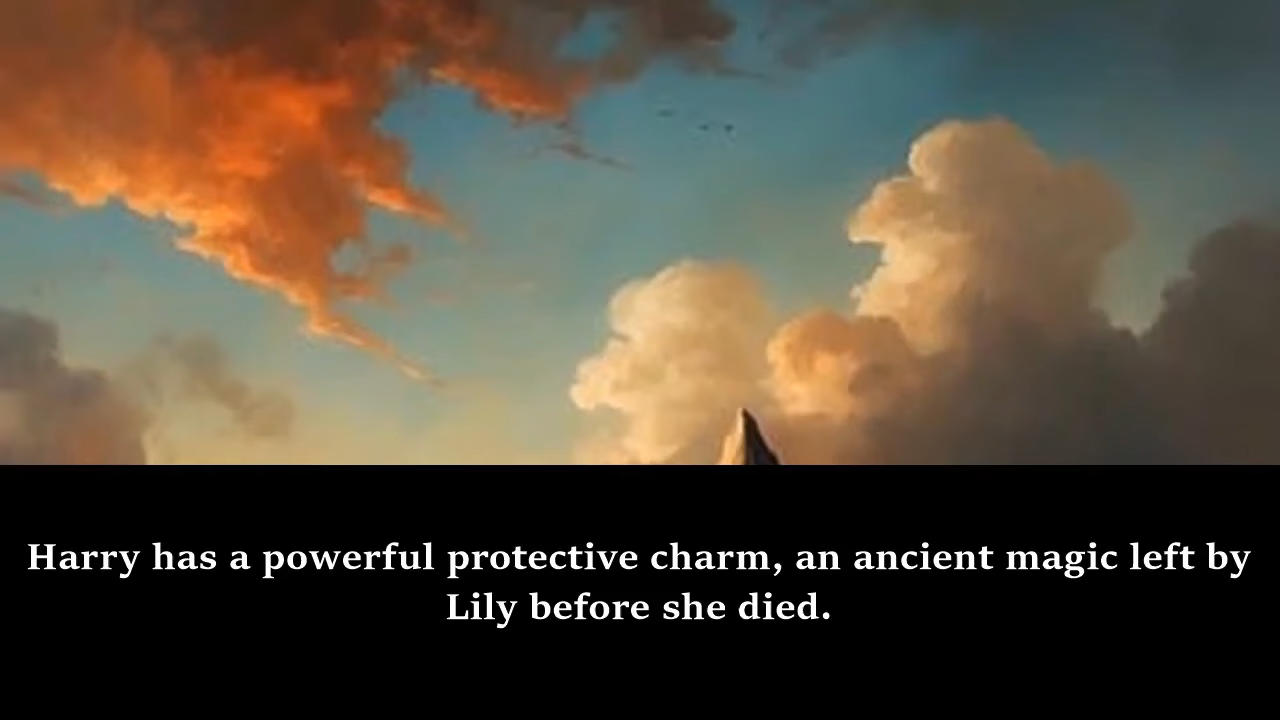 Harry has a powerful protective charm, an ancient magic left by
Lily before she died.